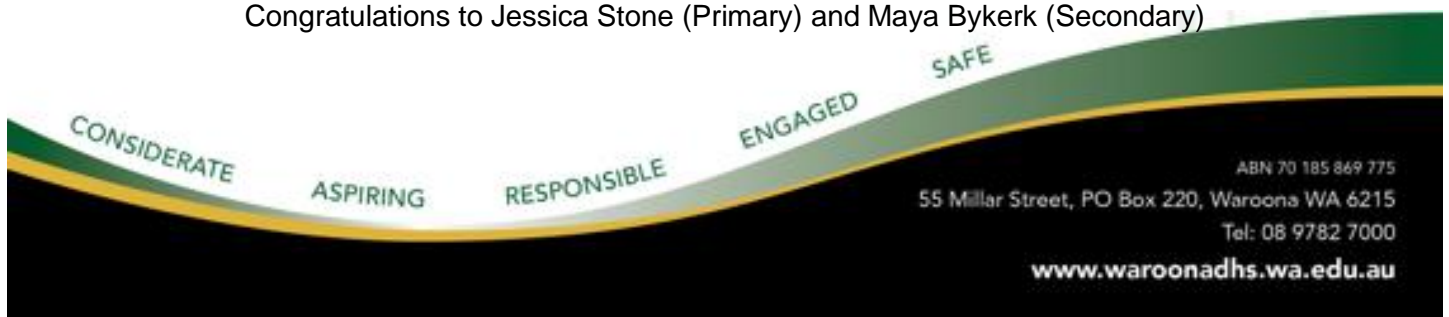 Congratulations to Jessica Stone (Primary) and Maya Bykerk (Secondary)
CONSIDERATE
ASPIRING
RESPONSIBLE
ENGAGED
SAFE
ABN 70 185 869 775
55 Millar Street, PO Box 220, Waroona WA 6215
Tel: 08 9782 7000
www.waroonadhs.wa.edu.au